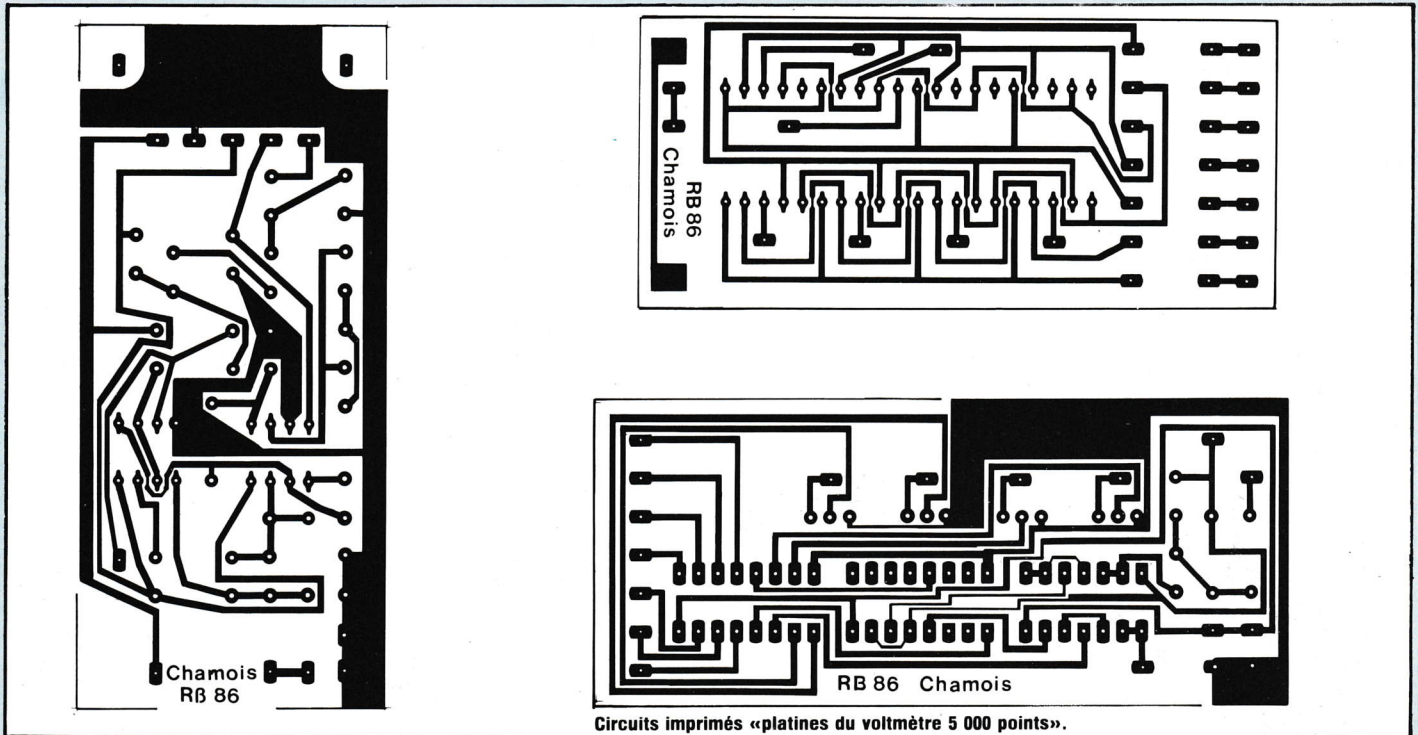 Chamois
RB 86
RB 86
Chamois
RB 86 Chamois
Circuits imprimés «platines du voltmètre 5 000 points».